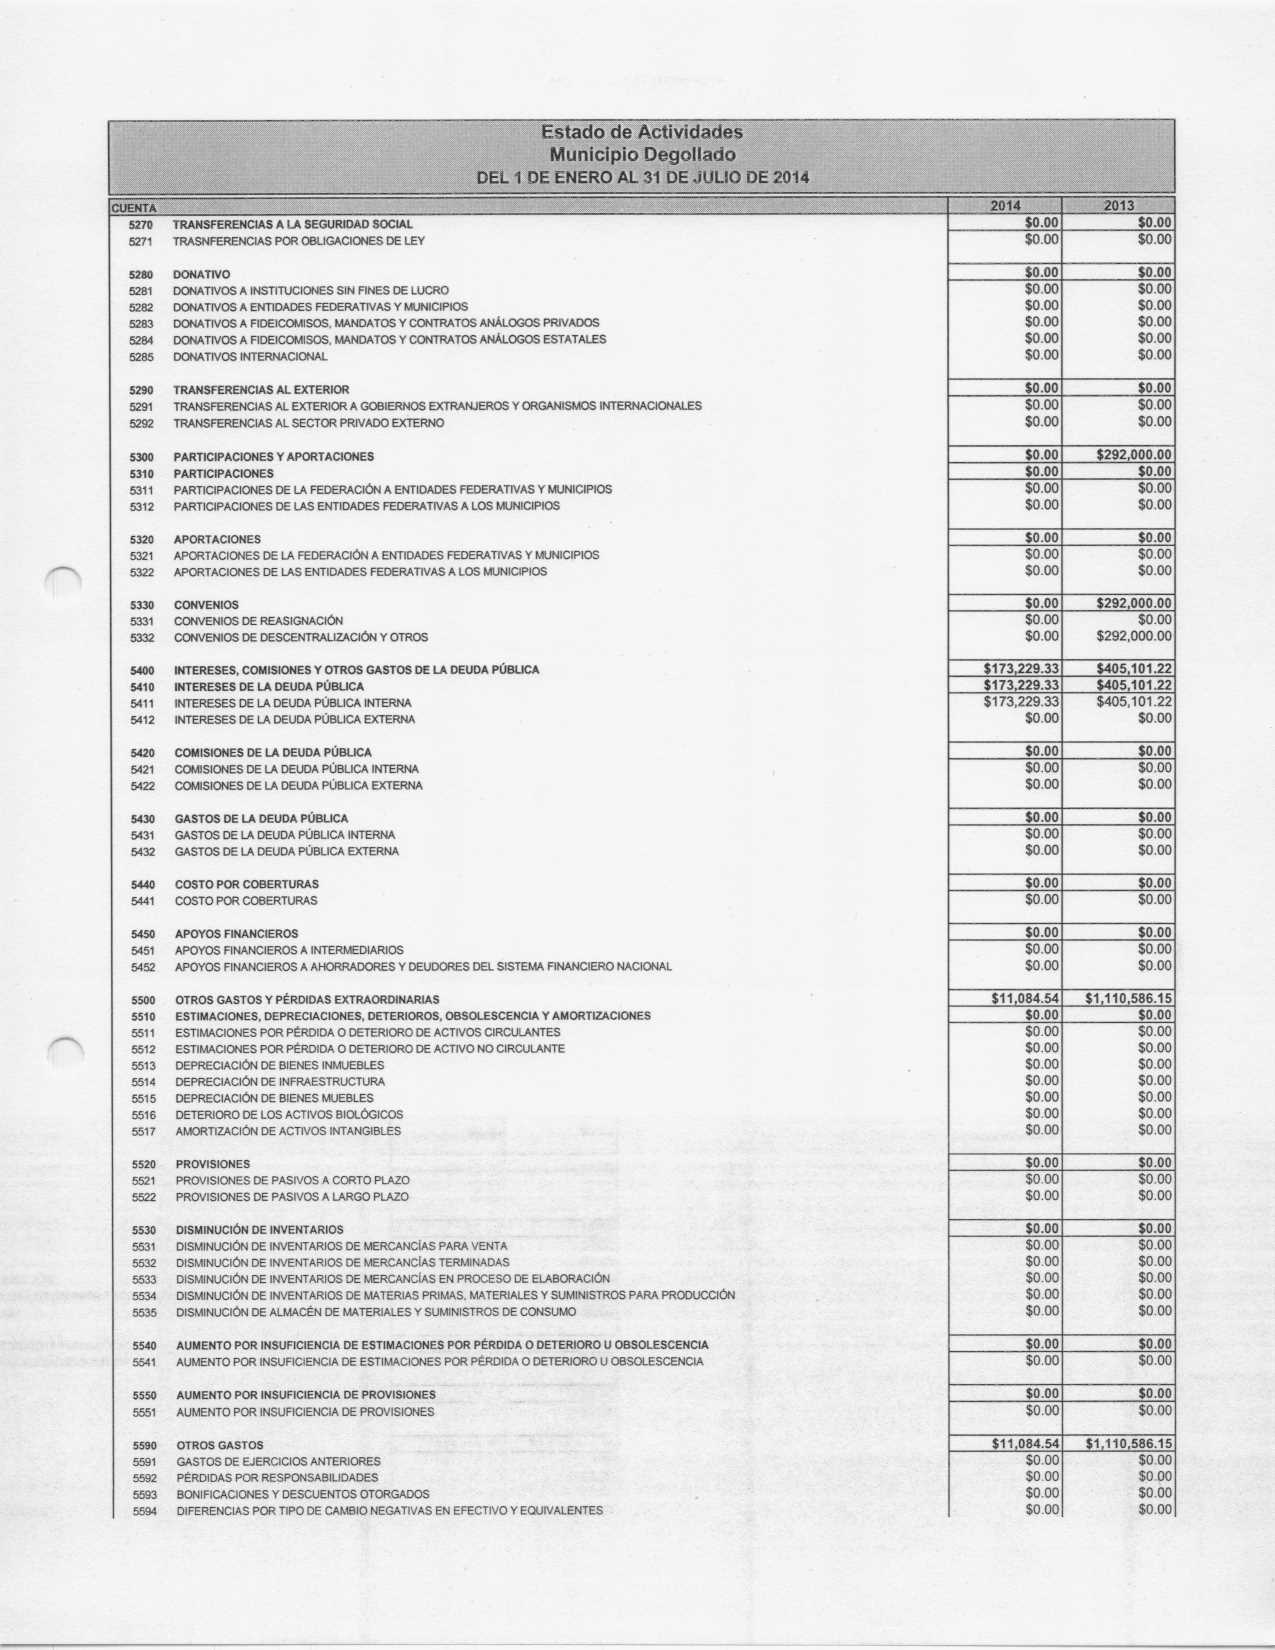 Estado de Actividades
Municipio Degollado
DEL 1 DE ENERO AL 31 DE JULIO DE 2014
CUENTA 2014 2013
5270 TRANSFERENCIAS A LA SEGURIDAD SOCIAL $0.00 $0.00
5271 TRASNFERENCIAS POR OBLIGACIONES DE LEY $0.00 $0.00
5280 DONATIVO $0.00 $0.00
5281 DONATIVOS A INSTITUCIONES SIN FINES DE LUCRO $0.00 $0.00
5282 DONATIVOS A ENTIDADES FEDERATIVAS Y MUNICIPIOS $0.00 $0.00
5283 DONATIVOS A FIDEICOMISOS, MANDATOS Y CONTRATOS ANÁLOGOS PRIVADOS $0.00 $0.00
5284 DONATIVOS A FIDEICOMISOS, MANDATOS Y CONTRATOS ANÁLOGOS ESTATALES $0.00 $0.00
5285 DONATIVOS INTERNACIONAL $0.00 $0.00
5290 TRANSFERENCIAS AL EXTERIOR $0.00 $0.00
5291 TRANSFERENCIAS AL EXTERIOR A GOBIERNOS EXTRANJEROS Y ORGANISMOS INTERNACIONALES $0.00 $0.00
5292 TRANSFERENCIAS AL SECTOR PRIVADO EXTERNO $0.00 $0.00
5300 PARTICIPACIONES Y APORTACIONES $0.00 $292,000.00
5310 PARTICIPACIONES $0.00 $0.00
5311 PARTICIPACIONES DE LA FEDERACIÓN A ENTIDADES FEDERATIVAS Y MUNICIPIOS $0.00 $0.00
5312 PARTICIPACIONES DE LAS ENTIDADES FEDERATIVAS A LOS MUNICIPIOS $0.00 $0.00
5320 APORTACIONES $0.00 $0.00
5321 APORTACIONES DE LA FEDERACIÓN A ENTIDADES FEDERATIVAS Y MUNICIPIOS $0.00 $0.00
5322 APORTACIONES DE LAS ENTIDADES FEDERATIVAS A LOS MUNICIPIOS $0.00 $0.00
5330 CONVENIOS $0.00 $292,000.00
5331 CONVENIOS DE REASIGNACIÓN $0.00 $0.00
5332 CONVENIOS DE DESCENTRALIZACIÓN Y OTROS $0.00 $292,000.00
5400 INTERESES, COMISIONES Y OTROS GASTOS DE LA DEUDA PÚBLICA $173,229.33 $405,101.22
5410 INTERESES DE LA DEUDA PÚBLICA $173,229.33 $405,101.22
5411 INTERESES DE LA DEUDA PÚBLICA INTERNA $173,229.33 $405,101.22
5412 INTERESES DE LA DEUDA PÚBLICA EXTERNA $0.00 $0.00
5420 COMISIONES DE LA DEUDA PÚBLICA $0.00 $0.00
5421 COMISIONES DE LA DEUDA PÚBLICA INTERNA $0.00 $0.00
5422 COMISIONES DE LA DEUDA PÚBLICA EXTERNA $0.00 $0.00
5430 GASTOS DE LA DEUDA PÚBLICA $0.00 $0.00
5431 GASTOS DE LA DEUDA PÚBLICA INTERNA $0.00 $0.00
5432 GASTOS DE LA DEUDA PÚBLICA EXTERNA $0.00 $0.00
5440 COSTO POR COBERTURAS $0.00 $0.00
5441 COSTO POR COBERTURAS $0.00 $0.00
5450 APOYOS FINANCIEROS $0.00 $0.00
5451 APOYOS FINANCIEROS A INTERMEDIARIOS $0.00 $0.00
5452 APOYOS FINANCIEROS A AHORRADORES Y DEUDORES DEL SISTEMA FINANCIERO NACIONAL $0.00 $0.00
5500 OTROS GASTOS Y PÉRDIDAS EXTRAORDINARIAS $11,084.54 $1,110,586.15
5510 ESTIMACIONES, DEPRECIACIONES, DETERIOROS, OBSOLESCENCIA Y AMORTIZACIONES $0.00 $0.00
5511 ESTIMACIONES POR PÉRDIDA O DETERIORO DE ACTIVOS CIRCULANTES $0.00 $0.00
5512 ESTIMACIONES POR PÉRDIDA O DETERIORO DE ACTIVO NO CIRCULANTE $0.00 $0.00
5513 DEPRECIACIÓN DE BIENES INMUEBLES $0.00 $0.00
5514 DEPRECIACIÓN DE INFRAESTRUCTURA $0.00 $0.00
5515 DEPRECIACIÓN DE BIENES MUEBLES $0.00 $0.00
5516 DETERIORO DE LOS ACTIVOS BIOLÓGICOS $0.00 $0.00
5517 AMORTIZACIÓN DE ACTIVOS INTANGIBLES $0.00 $0.00
5520 PROVISIONES $0.00 $0.00
5521 PROVISIONES DE PASIVOS A CORTO PLAZO $0.00 $0.00
5522 PROVISIONES DE PASIVOS A LARGO PLAZO $0.00 $0.00
5530 DISMINUCIÓN DE INVENTARIOS $0.00 $0.00
5531 DISMINUCIÓN DE INVENTARIOS DE MERCANCÍAS PARA VENTA $0.00 $0.00
5532 DISMINUCIÓN DE INVENTARIOS DE MERCANCÍAS TERMINADAS $0.00 $0.00
5533 DISMINUCIÓN DE INVENTARIOS DE MERCANCÍAS EN PROCESO DE ELABORACIÓN $0.00 $0.00
5534 DISMINUCIÓN DE INVENTARIOS DE MATERIAS PRIMAS, MATERIALES Y SUMINISTROS PARA PRODUCCIÓN $0.00 $0.00
5535 DISMINUCIÓN DE ALMACÉN DE MATERIALES Y SUMINISTROS DE CONSUMO $0.00 $0.00
5540 AUMENTO POR INSUFICIENCIA DE ESTIMACIONES POR PÉRDIDA O DETERIORO U OBSOLESCENCIA $0.00 $0.00
5541 AUMENTO POR INSUFICIENCIA DE ESTIMACIONES POR PÉRDIDA O DETERIORO U OBSOLESCENCIA $0.00 $0.00
5550 AUMENTO POR INSUFICIENCIA DE PROVISIONES $0.00 $0.00
5551 AUMENTO POR INSUFICIENCIA DE PROVISIONES $0.00 $0.00
5590 OTROS GASTOS $11,084.54 $1,110,586.15
5591 GASTOS DE EJERCICIOS ANTERIORES $0.00 $0.00
5592 PÉRDIDAS POR RESPONSABILIDADES $0.00 $0.00
5593 BONIFICACIONES Y DESCUENTOS OTORGADOS $0.00 $0.00
5594 DIFERENCIAS POR TIPO DE CAMBIO NEGATIVAS EN EFECTIVO Y EQUIVALENTES $0.00 $0.00